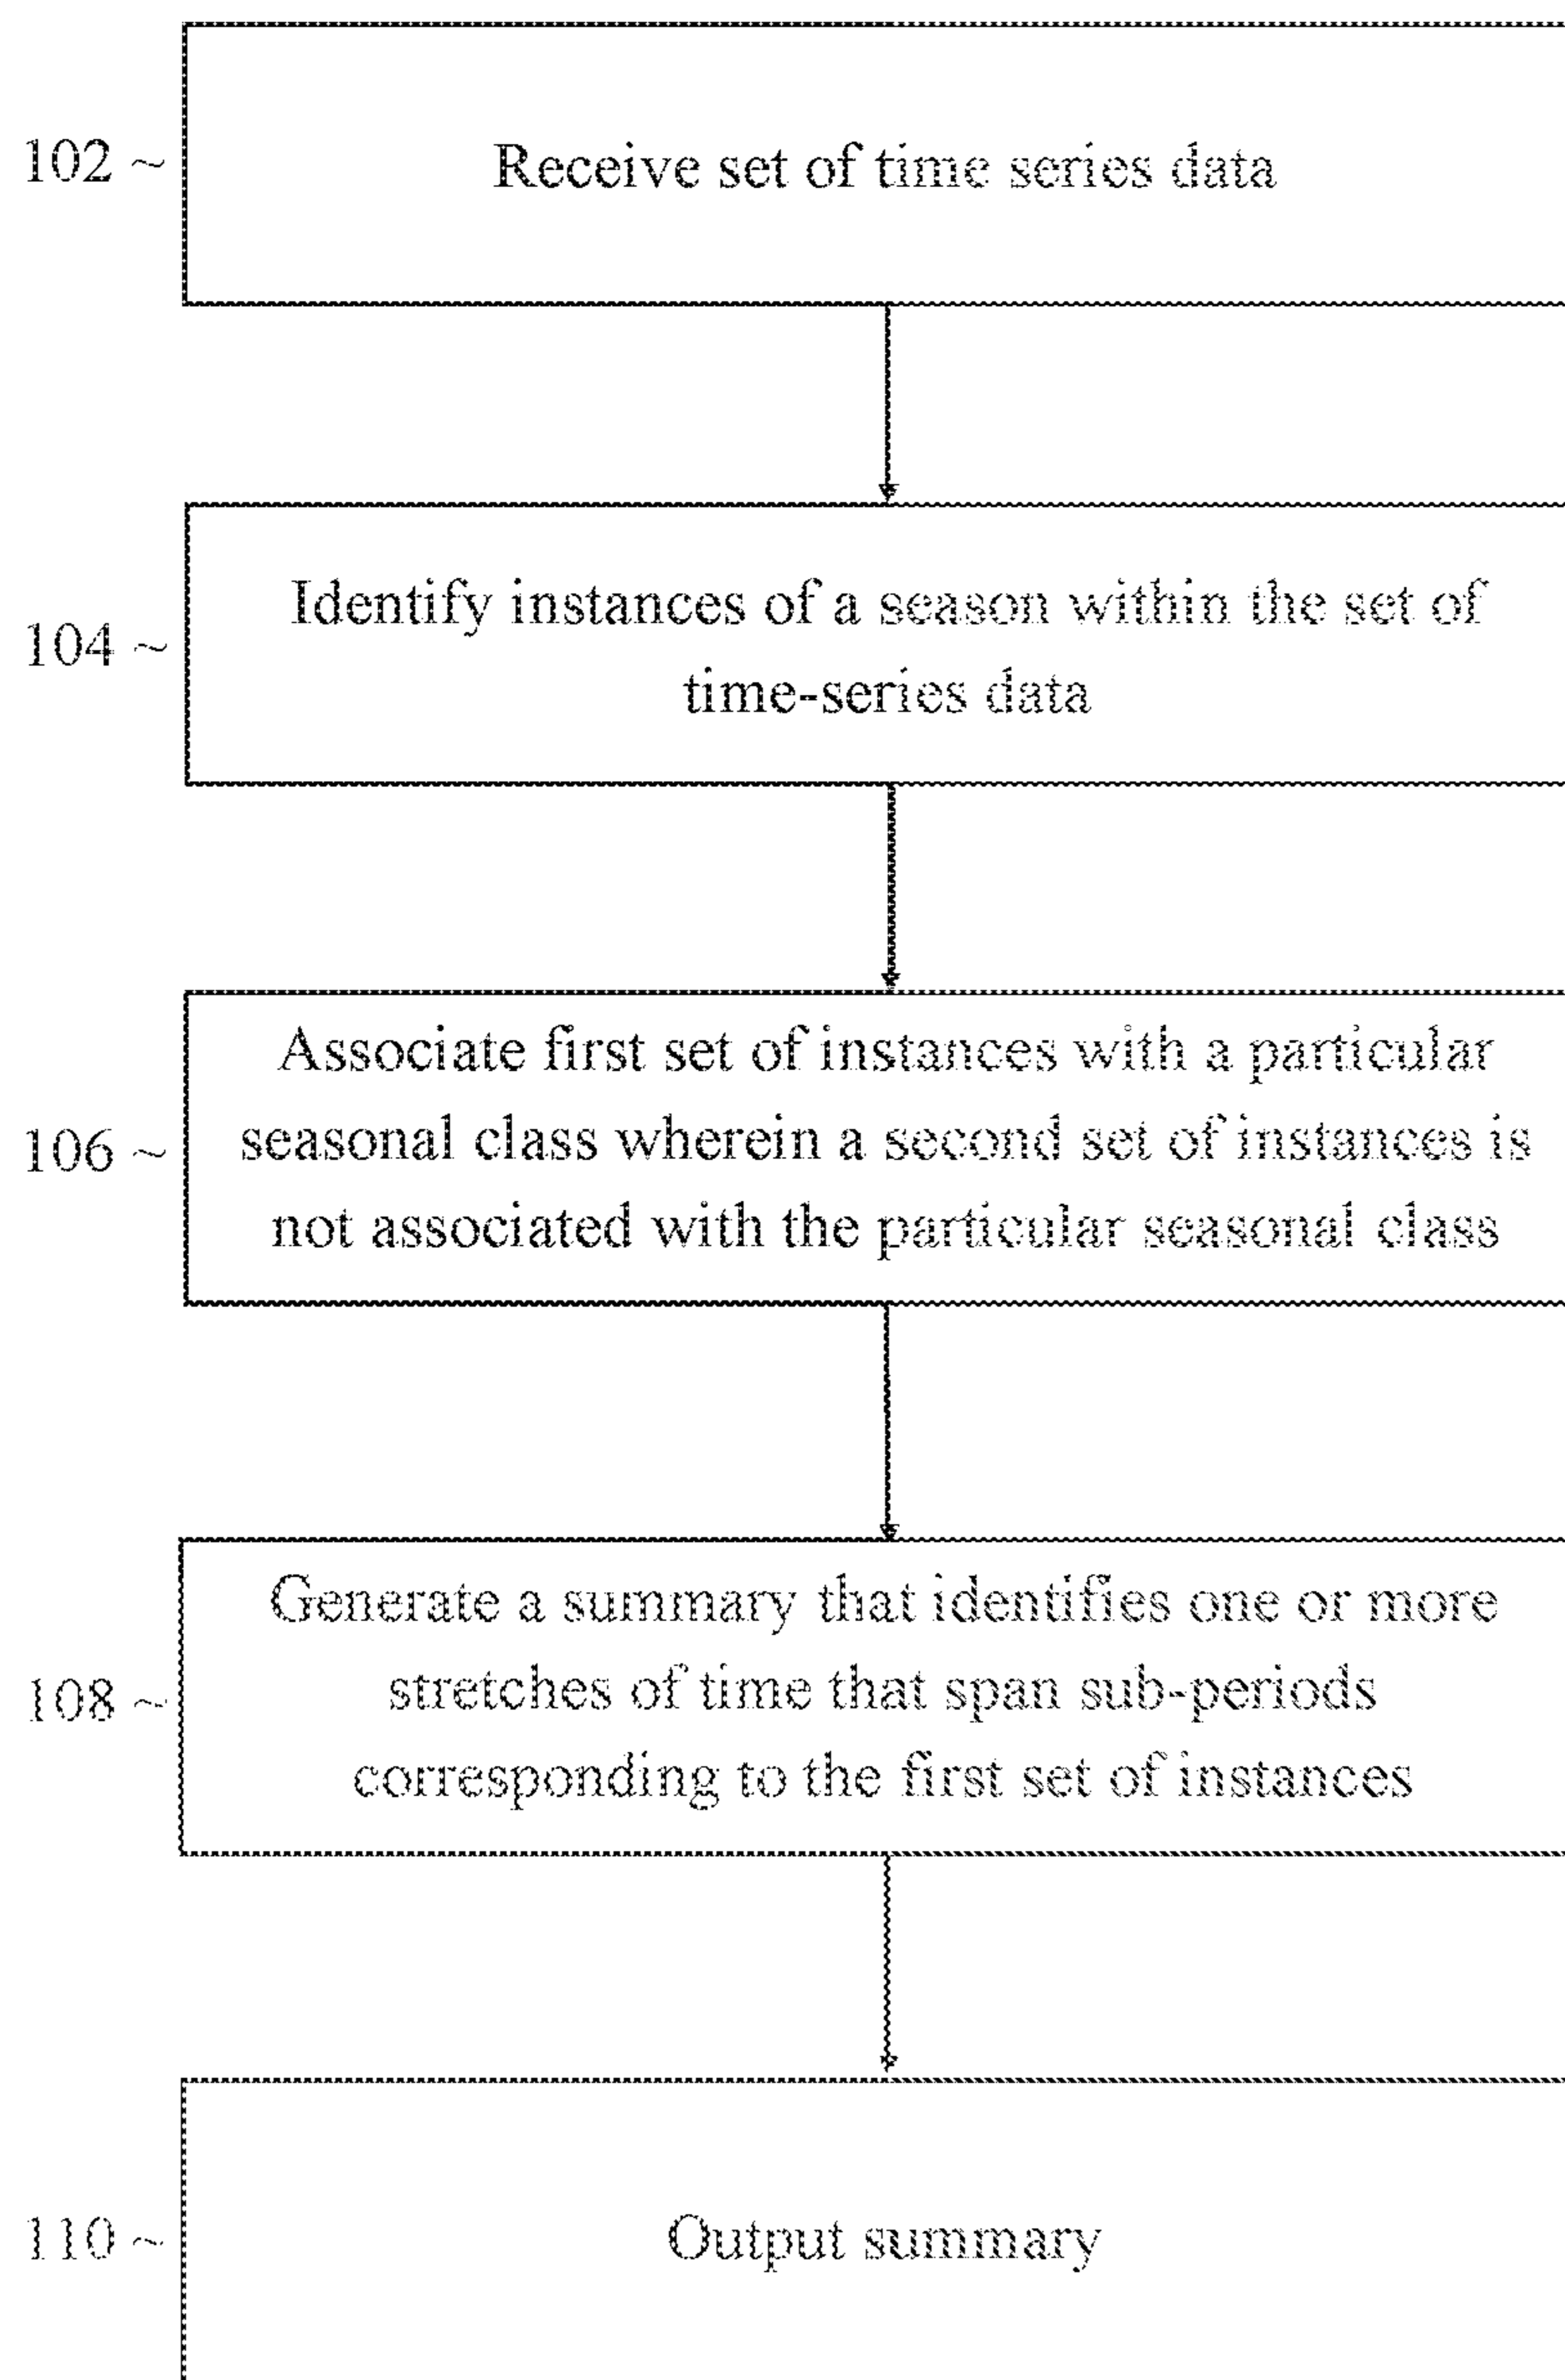 102 ~
Receive set of time series data
104 ~
Identify instances of a season within the set of
time-series data
106 ~
Associate first set of instances with a particular
seasonal class wherein a second set of instances is
not associated with the particular seasonal class
108 ~
Generate a summary that identifies one or more
stretches of time that span sub-periods
corresponding to the first set of instances
110 ~
Output summary